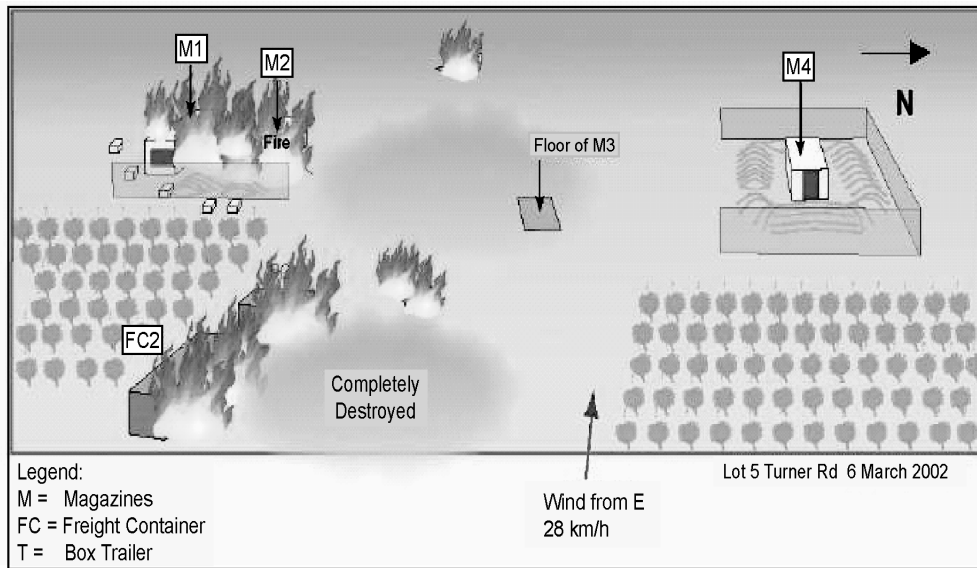 M1
M2
M4
N
Fire
Floor of M3
FC2
Completely
Destroyed
Lot 5 Turner Rd 6 March 2002
Legend:
M = Magazines
FC = Freight Container
T = Box Trailer
Wind from E
28 km/h